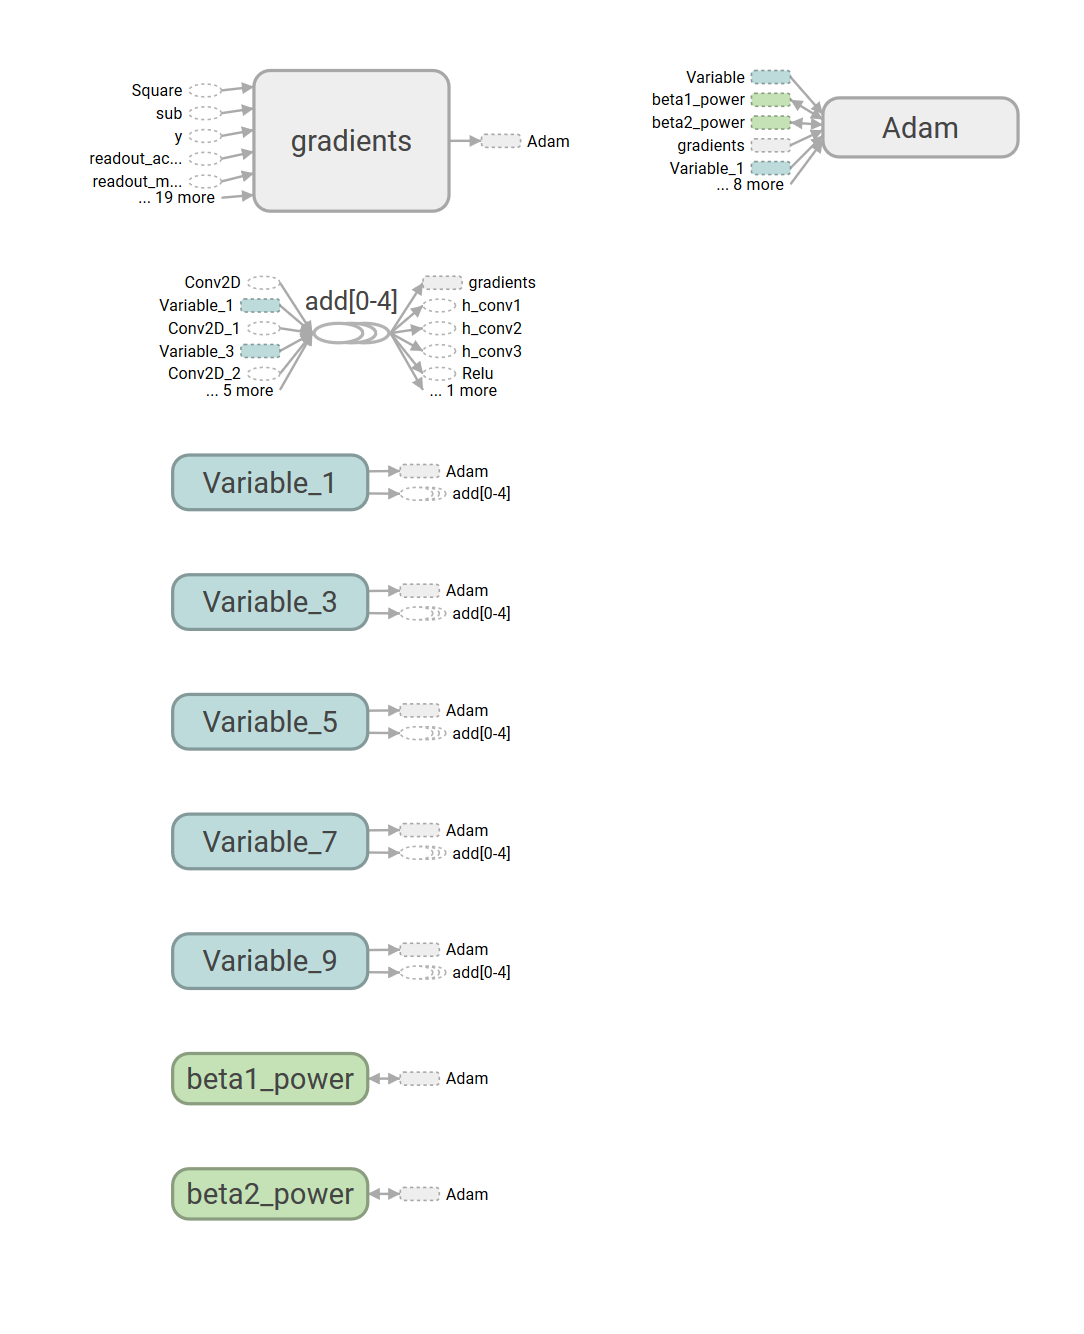 Square
sub
y
readout_ac...
readout_m...
... 19 more
gradients
Adam
Variable
beta1_power
beta2_power
gradients
Variable_1
... 8 more
Adam
Conv2D
Variable_1
Conv2D_1
Variable_3
Conv2D_2
... 5 more
add[0-4]
gradients
h_conv1
h_conv2
h_conv3
Relu
... 1 more
Variable_1
Adam
add[0-4]
Variable_3
Adam
add[0-4]
Variable_5
Adam
add[0-4]
Variable_7
Adam
add[0-4]
Variable_9
Adam
add[0-4]
beta1_power
Adam
beta2_power
Adam